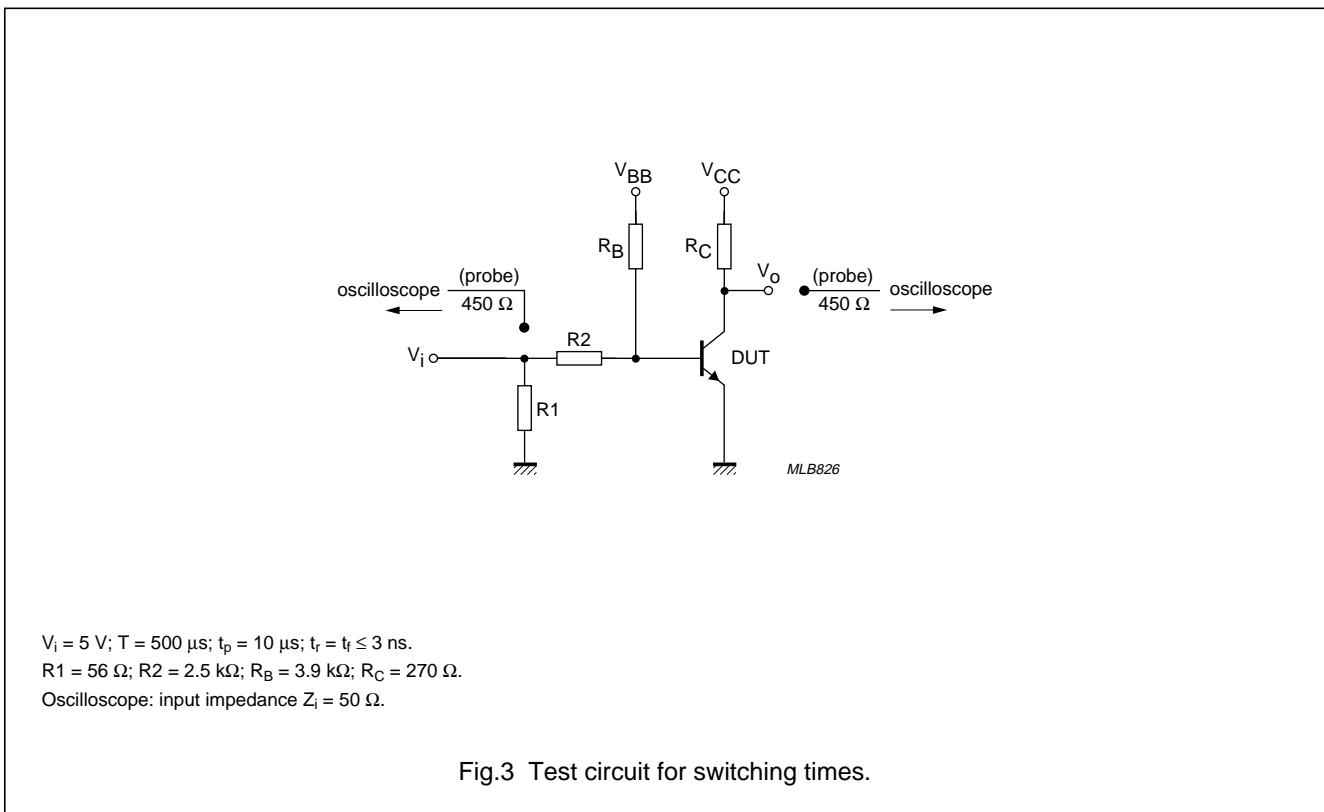 V_BB
V_CC
R_B
R_C
V_o
(probe)
450 Ω
oscilloscope
(probe)
450 Ω
oscilloscope
V_i
R2
DUT
R1
MLB826
V_i = 5 V; T = 500 μs; t_p = 10 μs; t_r = t_f ≤ 3 ns.
R1 = 56 Ω; R2 = 2.5 kΩ; R_B = 3.9 kΩ; R_C = 270 Ω.
Oscilloscope: input impedance Z_i = 50 Ω.
Fig.3 Test circuit for switching times.